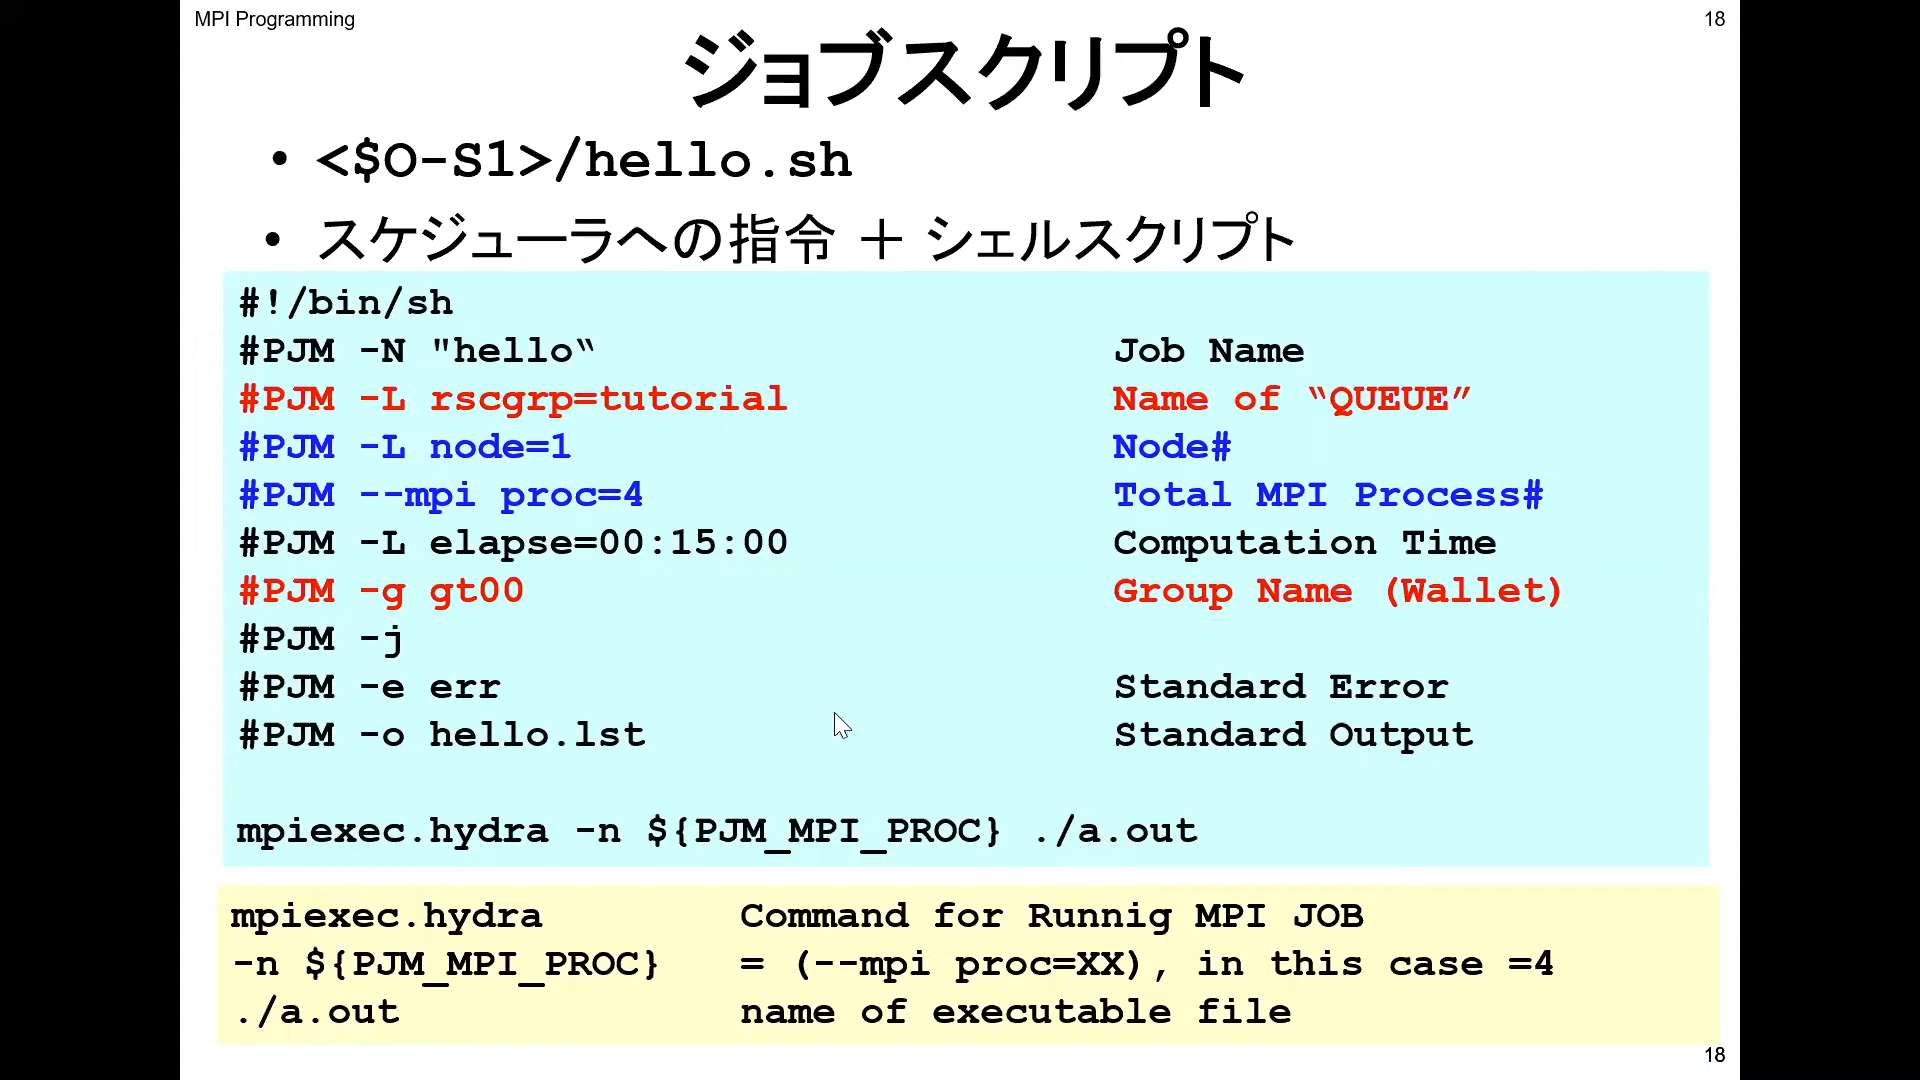 MPI Programming 18
ジョブスクリプト
• <$O-S1>/hello.sh
• スケジューラへの指令 ＋ シェルスクリプト
#!/bin/sh
#PJM -N "hello“ Job Name
#PJM -L rscgrp=tutorial Name of “QUEUE”
#PJM -L node=1 Node#
#PJM --mpi proc=4 Total MPI Process#
#PJM -L elapse=00:15:00 Computation Time
#PJM -g gt00 Group Name (Wallet)
#PJM -j
#PJM -e err Standard Error
#PJM -o hello.lst Standard Output
mpiexec.hydra -n ${PJM_MPI_PROC} ./a.out
mpiexec.hydra Command for Runnig MPI JOB
-n ${PJM_MPI_PROC} = (--mpi proc=XX), in this case =4
./a.out name of executable file
18